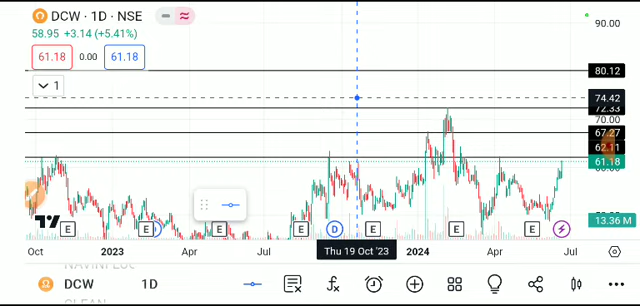 DCW · 1D · NSE
90.00
58.95 +3.14 (+5.41%)
61.18 0.00 61.18
80.12
1
74.42
72.33
70.00
67.27
62.11
61.18
13.36 M
E E D E E D E E E
Oct 2023 Apr Jul Thu 19 Oct '23 2024 Apr Jul
DCW 1D